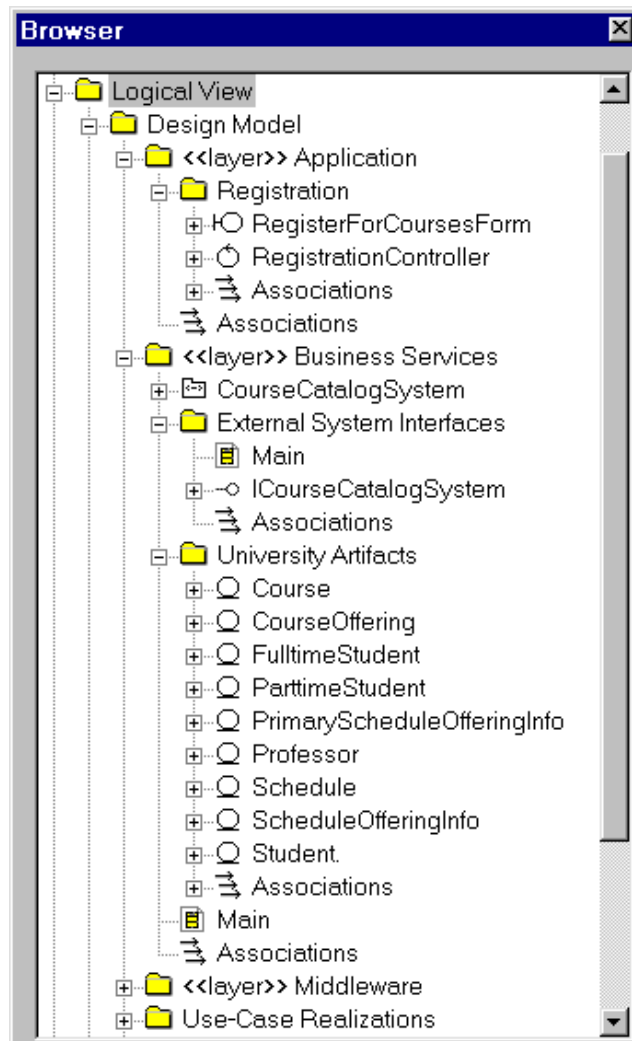 Browser
Logical View
Design Model
<<layer>> Application
Registration
RegisterForCoursesForm
RegistrationController
Associations
Associations
<<layer>> Business Services
CourseCatalogSystem
External System Interfaces
Main
ICourseCatalogSystem
Associations
University Artifacts
Course
CourseOffering
FulltimeStudent
ParttimeStudent
PrimaryScheduleOfferingInfo
Professor
Schedule
ScheduleOfferingInfo
Student.
Associations
Main
Associations
<<layer>> Middleware
Use-Case Realizations